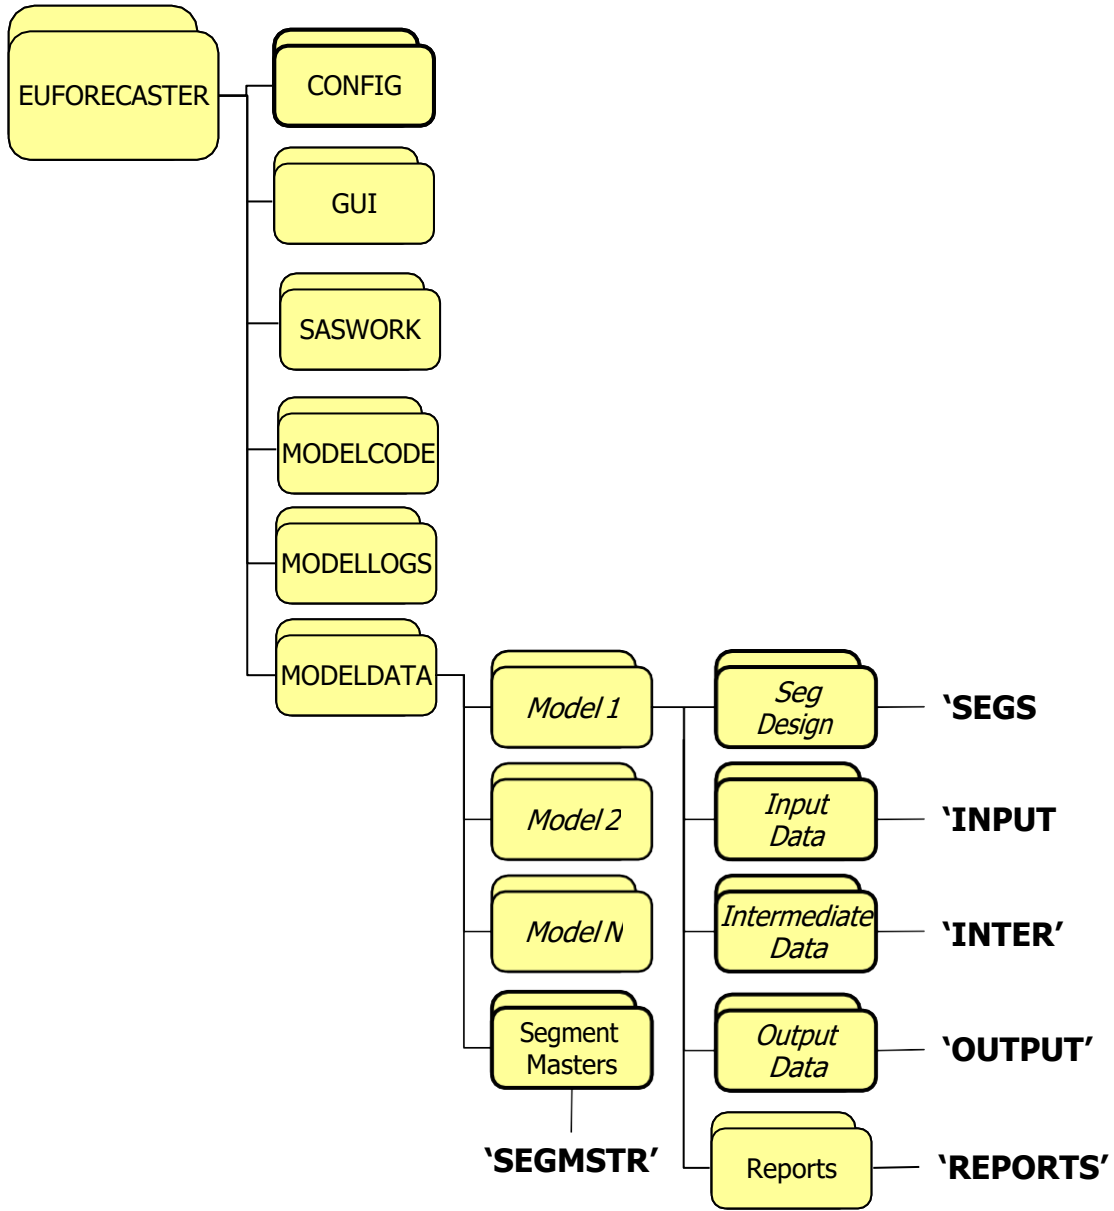 EUFORECASTER
CONFIG
GUI
SASWORK
MODELCODE
MODELLOGS
MODELDATA
Model 1
Seg
Design
‘SEGS
Model 2
Input
Data
‘INPUT
Model N
Intermediate
Data
‘INTER’
Segment
Masters
Output
Data
‘OUTPUT’
‘SEGMSTR’
Reports
‘REPORTS’